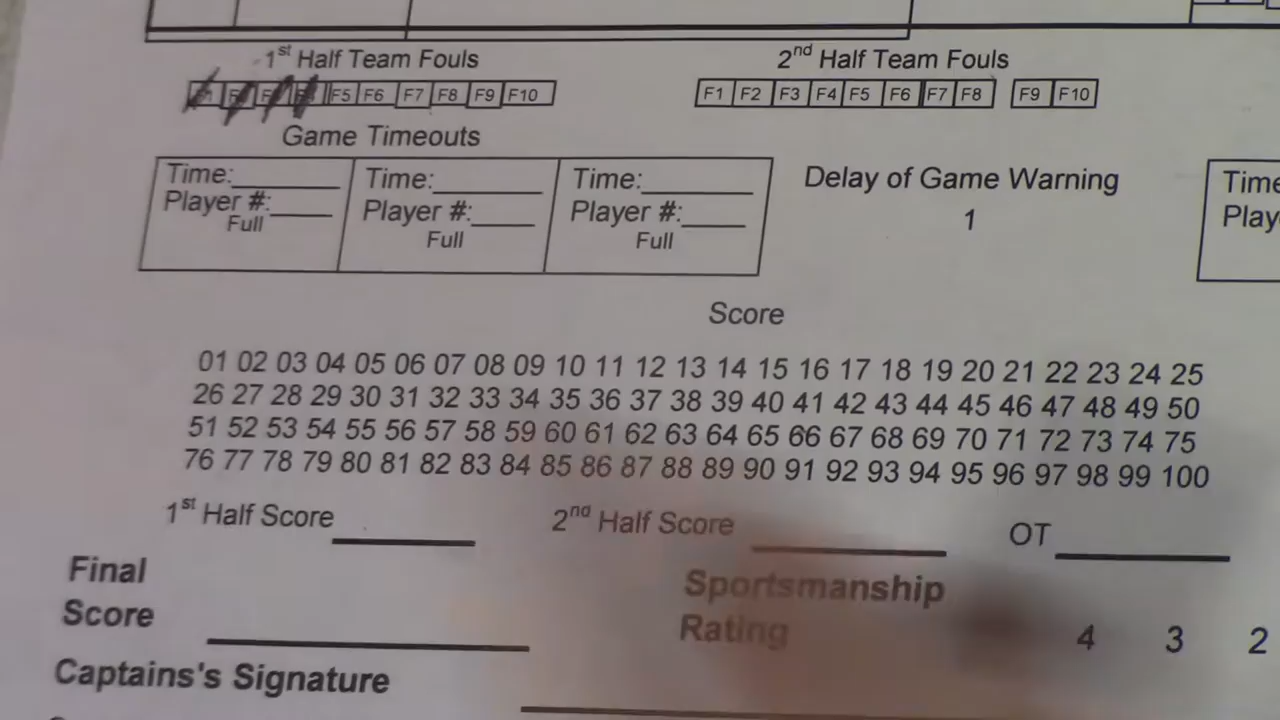 1st Half Team Fouls 2nd Half Team Fouls
F1 F2 F3 F4 F5 F6 F7 F8 F9 F10 F1 F2 F3 F4 F5 F6 F7 F8 F9 F10
Game Timeouts
Time: Time: Time: Delay of Game Warning Time
Player #: Player #: Player #: 1 Play
Full Full Full
Score
01 02 03 04 05 06 07 08 09 10 11 12 13 14 15 16 17 18 19 20 21 22 23 24 25
26 27 28 29 30 31 32 33 34 35 36 37 38 39 40 41 42 43 44 45 46 47 48 49 50
51 52 53 54 55 56 57 58 59 60 61 62 63 64 65 66 67 68 69 70 71 72 73 74 75
76 77 78 79 80 81 82 83 84 85 86 87 88 89 90 91 92 93 94 95 96 97 98 99 100
1st Half Score 2nd Half Score OT
Final Sportsmanship
Score Rating 4 3 2
Captains's Signature